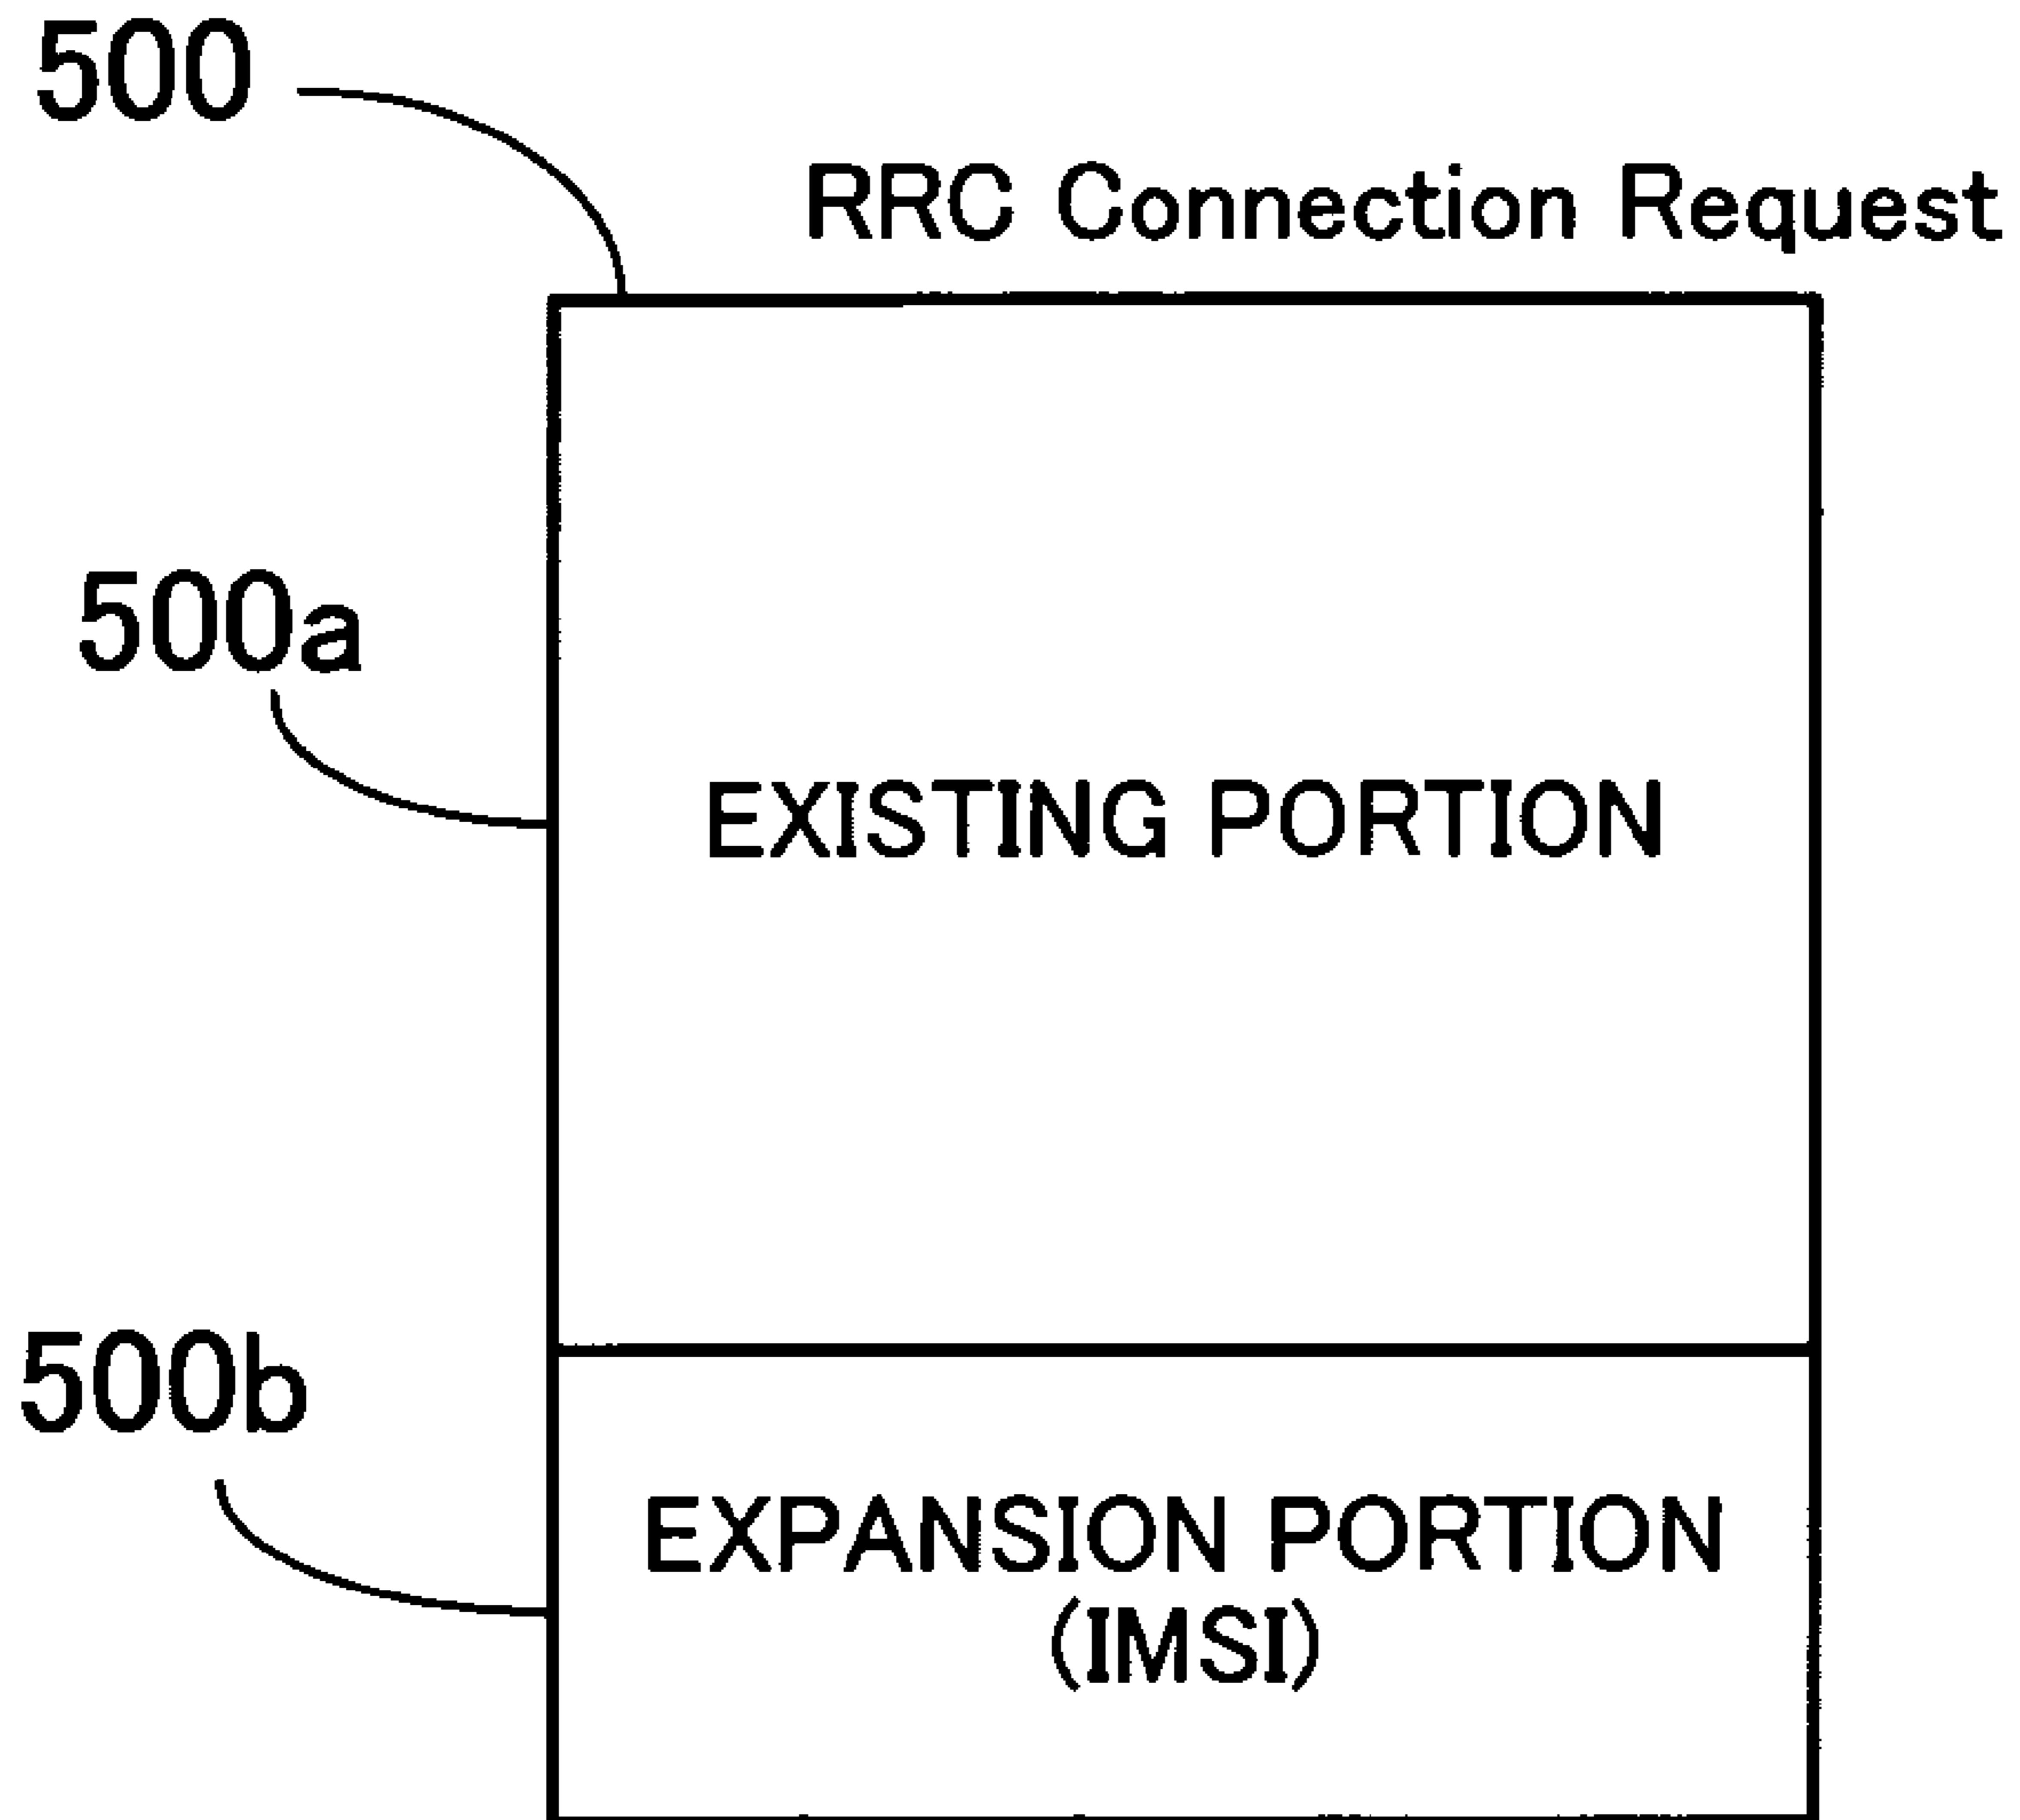 500
RRC Connection Request
500a
EXISTING PORTION
500b
EXPANSION PORTION
(IMSI)